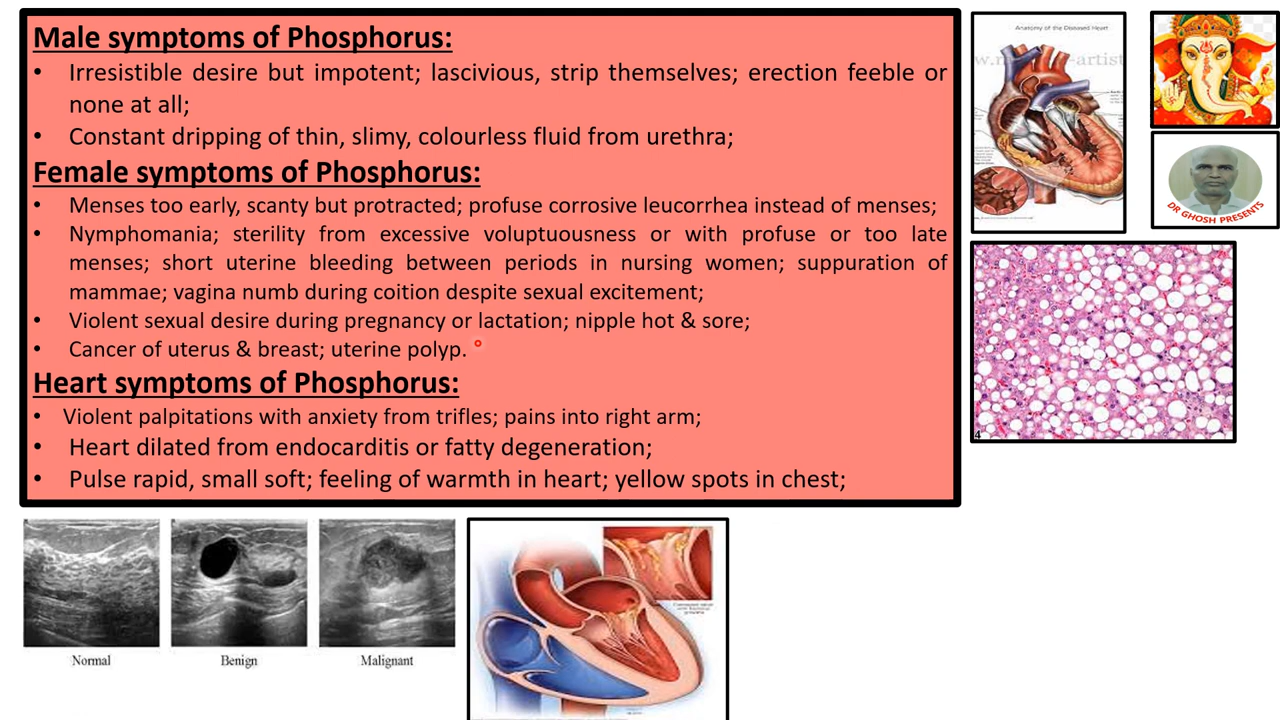 Male symptoms of Phosphorus:
• Irresistible desire but impotent; lascivious, strip themselves; erection feeble or
none at all;
• Constant dripping of thin, slimy, colourless fluid from urethra;
Female symptoms of Phosphorus:
• Menses too early, scanty but protracted; profuse corrosive leucorrhea instead of menses;
• Nymphomania; sterility from excessive voluptuousness or with profuse or too late
menses; short uterine bleeding between periods in nursing women; suppuration of
mammae; vagina numb during coition despite sexual excitement;
• Violent sexual desire during pregnancy or lactation; nipple hot & sore;
• Cancer of uterus & breast; uterine polyp.
Heart symptoms of Phosphorus:
• Violent palpitations with anxiety from trifles; pains into right arm;
• Heart dilated from endocarditis or fatty degeneration;
• Pulse rapid, small soft; feeling of warmth in heart; yellow spots in chest;
Anatomy of the Diseased Heart
DR GHOSH PRESENTS
4
Normal
Benign
Malignant